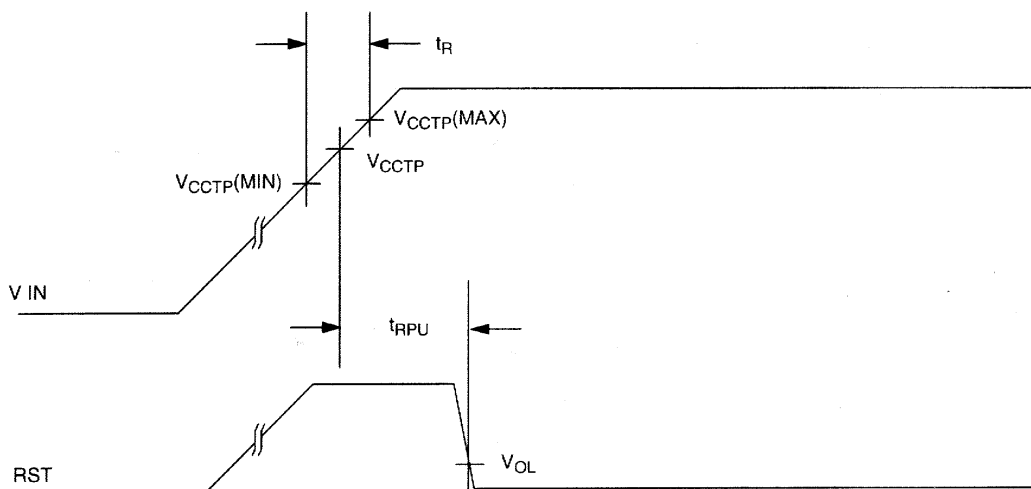 tR
VCCTP(MAX)
VCCTP
VCCTP(MIN)
V IN
tRPU
VOL
RST